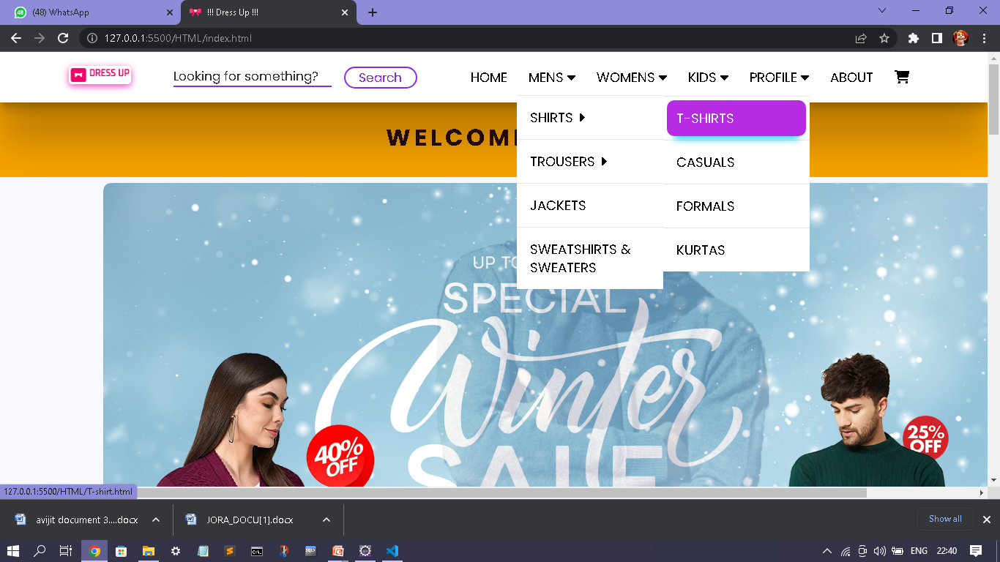 (48) WhatsApp
!!! Dress Up !!!
127.0.0.1:5500/HTML/index.html
DRESS UP
Looking for something?
Search
HOME
MENS
WOMENS
KIDS
PROFILE
ABOUT
SHIRTS
T-SHIRTS
TROUSERS
CASUALS
JACKETS
FORMALS
SWEATSHIRTS &
SWEATERS
KURTAS
UP TO
SPECIAL
Winter
SALE
40%
OFF
25%
OFF
127.0.0.1:5500/HTML/T-shirt.html
avijit document 3....docx
JORA_DOCU[1].docx
Show all
ENG
22:40